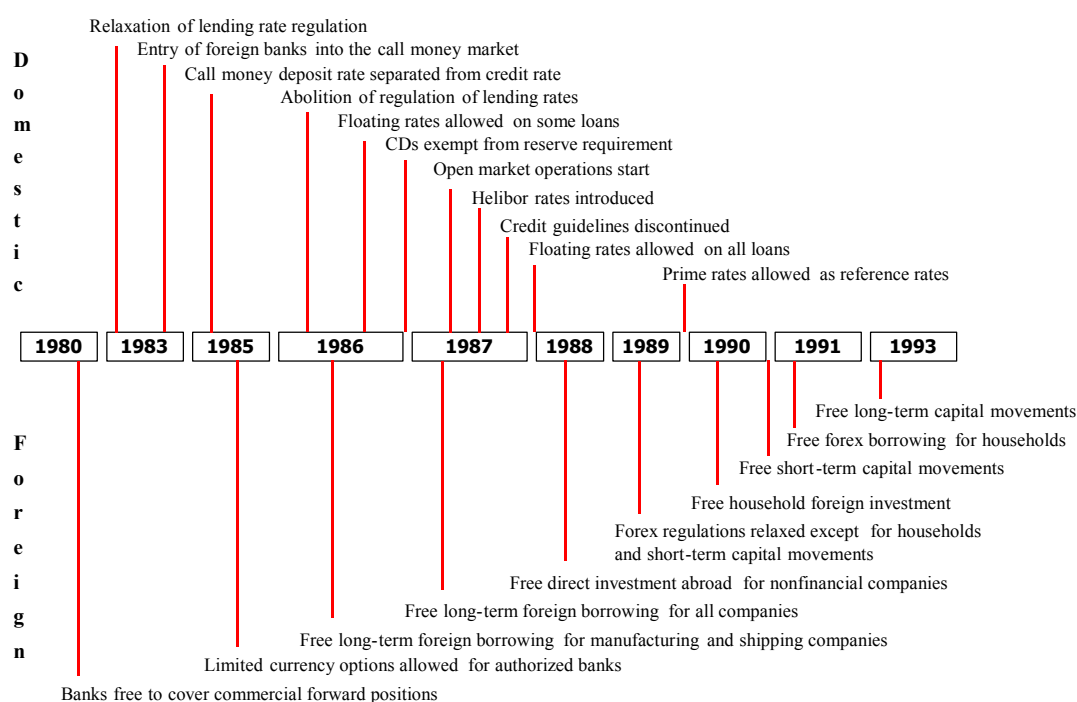 Relaxation of lending rate regulation
Entry of foreign banks into the call money market
Call money deposit rate separated from credit rate
Abolition of regulation of lending rates
Floating rates allowed on some loans
CDs exempt from reserve requirement
Open market operations start
Helibor rates introduced
Credit guidelines discontinued
Floating rates allowed on all loans
Prime rates allowed as reference rates
Domestic
1980 1983 1985 1986 1987 1988 1989 1990 1991 1993
Foreign
Free long-term capital movements
Free forex borrowing for households
Free short-term capital movements
Free household foreign investment
Forex regulations relaxed except for households
and short-term capital movements
Free direct investment abroad for nonfinancial companies
Free long-term foreign borrowing for all companies
Free long-term foreign borrowing for manufacturing and shipping companies
Limited currency options allowed for authorized banks
Banks free to cover commercial forward positions